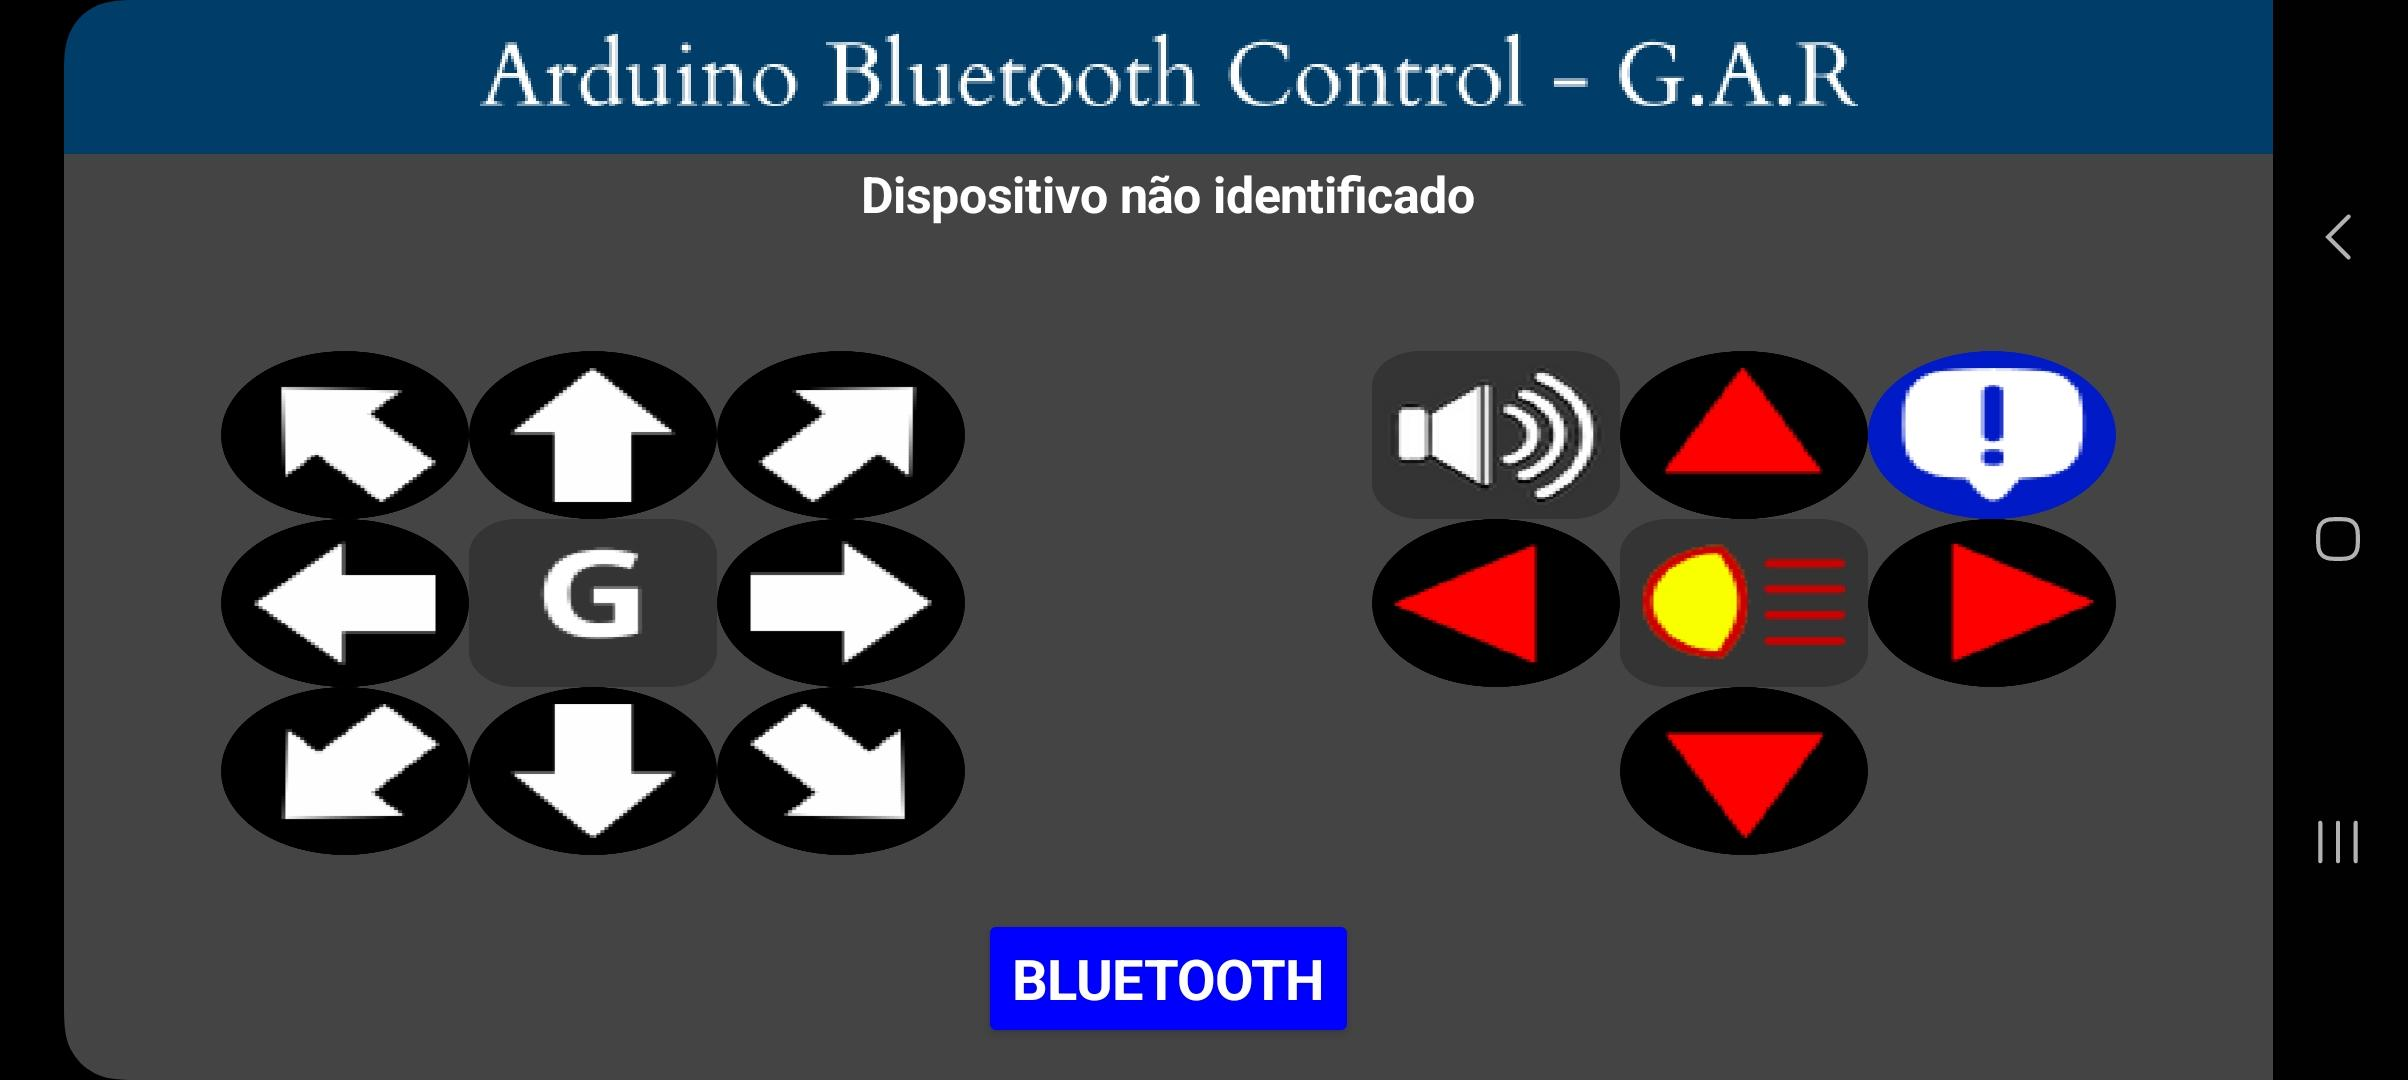 Arduino Bluetooth Control - G.A.R
Dispositivo não identificado
G
BLUETOOTH